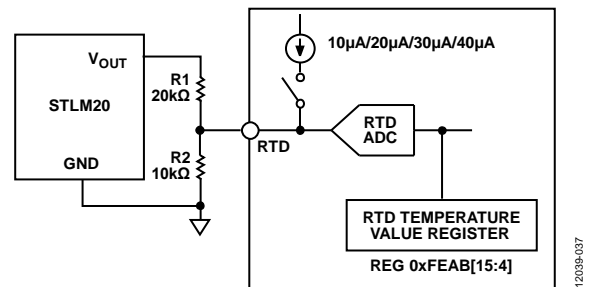 10μA/20μA/30μA/40μA
VOUT
R1
20kΩ
STLM20
RTD
ADC
RTD
R2
10kΩ
GND
RTD TEMPERATURE
VALUE REGISTER
REG 0xFEAB[15:4]
12039-037